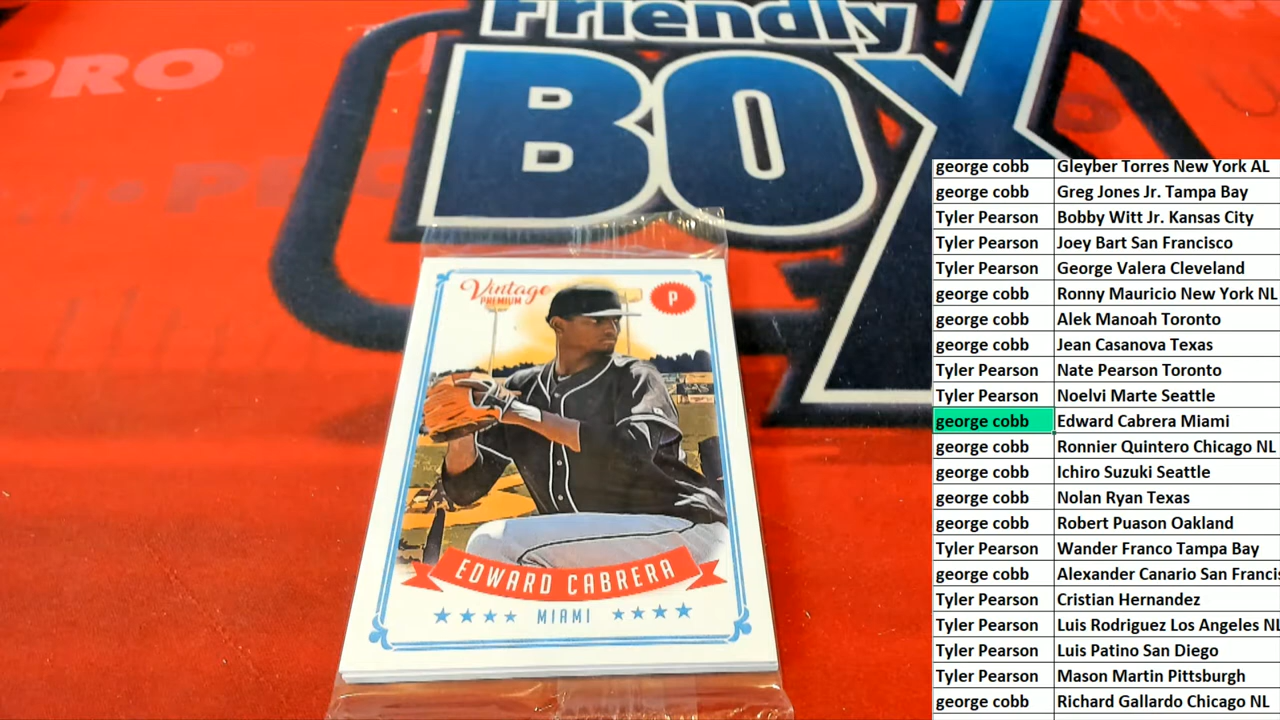 Friendly
BOX
PRO®
Vintage
PREMIUM
P
EDWARD CABRERA
MIAMI
george cobb Gleyber Torres New York AL
george cobb Greg Jones Jr. Tampa Bay
Tyler Pearson Bobby Witt Jr. Kansas City
Tyler Pearson Joey Bart San Francisco
Tyler Pearson George Valera Cleveland
george cobb Ronny Mauricio New York NL
george cobb Alek Manoah Toronto
george cobb Jean Casanova Texas
Tyler Pearson Nate Pearson Toronto
Tyler Pearson Noelvi Marte Seattle
george cobb Edward Cabrera Miami
george cobb Ronnier Quintero Chicago NL
george cobb Ichiro Suzuki Seattle
george cobb Nolan Ryan Texas
george cobb Robert Puason Oakland
Tyler Pearson Wander Franco Tampa Bay
george cobb Alexander Canario San Francis
Tyler Pearson Cristian Hernandez
Tyler Pearson Luis Rodriguez Los Angeles NL
Tyler Pearson Luis Patino San Diego
Tyler Pearson Mason Martin Pittsburgh
george cobb Richard Gallardo Chicago NL